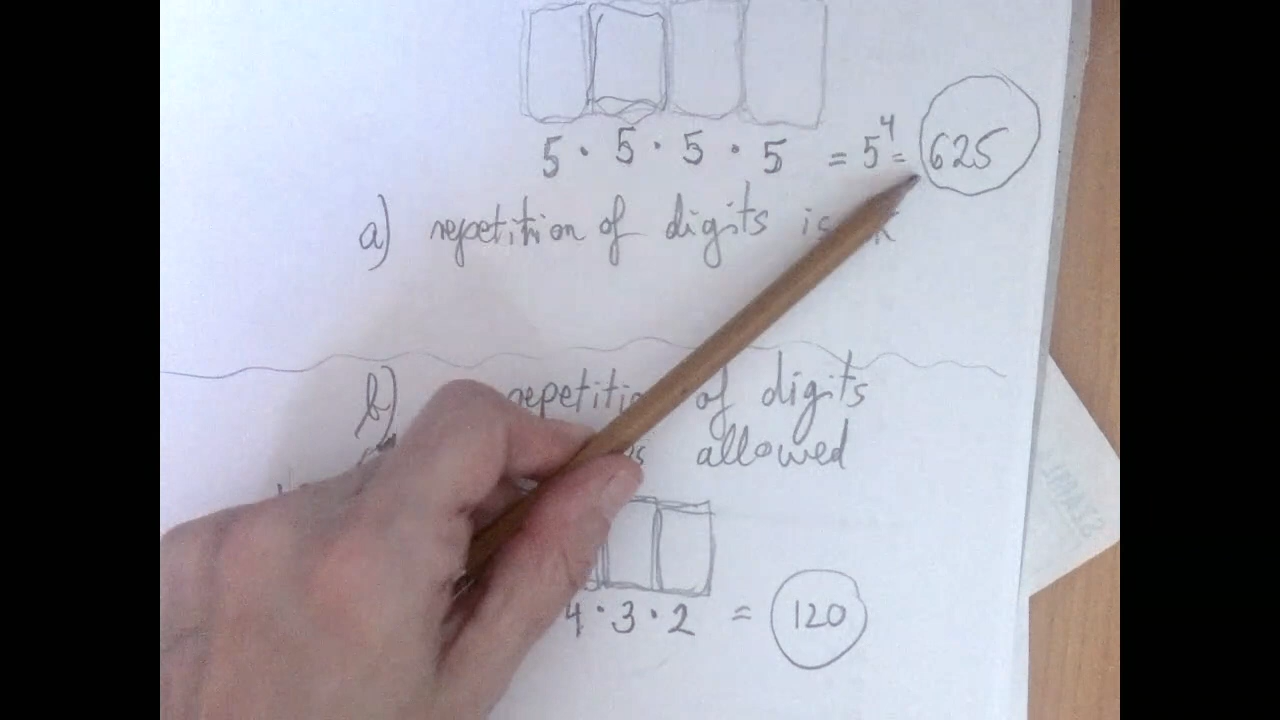 5 · 5 · 5 · 5 = 5⁴ = 625
a) repetition of digits is
b) repetition of digits
allowed
4 · 3 · 2 = 120